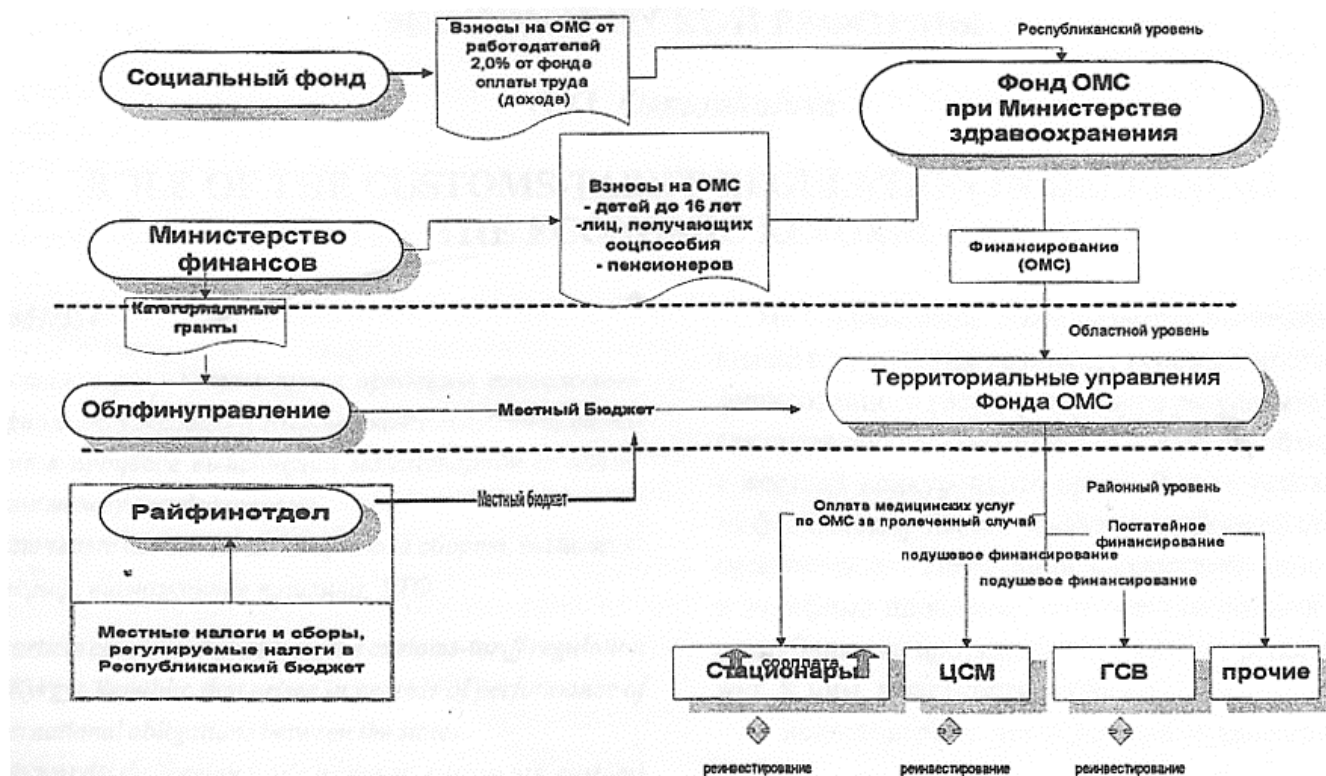 Взносы на ОМС от
работодателей
2,0% от фонда
оплаты труда
(дохода)
Республиканский уровень
Социальный фонд
Фонд ОМС
при Министерстве
здравоохранения
Взносы на ОМС
- детей до 16 лет
-лиц, получающих
соцпособия
- пенсионеров
Министерство
финансов
Финансирование
(ОМС)
Категориальные
гранты
Областной уровень
Облфинуправление
Местный Бюджет
Территориальные управления
Фонда ОМС
Райфинотдел
Местный бюджет
Районный уровень
Оплата медицинских услуг
по ОМС за пролеченный случай
Постатейное
финансирование
подушевое финансирование
подушевое финансирование
Местные налоги и сборы,
регулируемые налоги в
Республиканский бюджет
соплата
Стационары
ЦСМ
ГСВ
прочие
реинвестирование
реинвестирование
реинвестирование